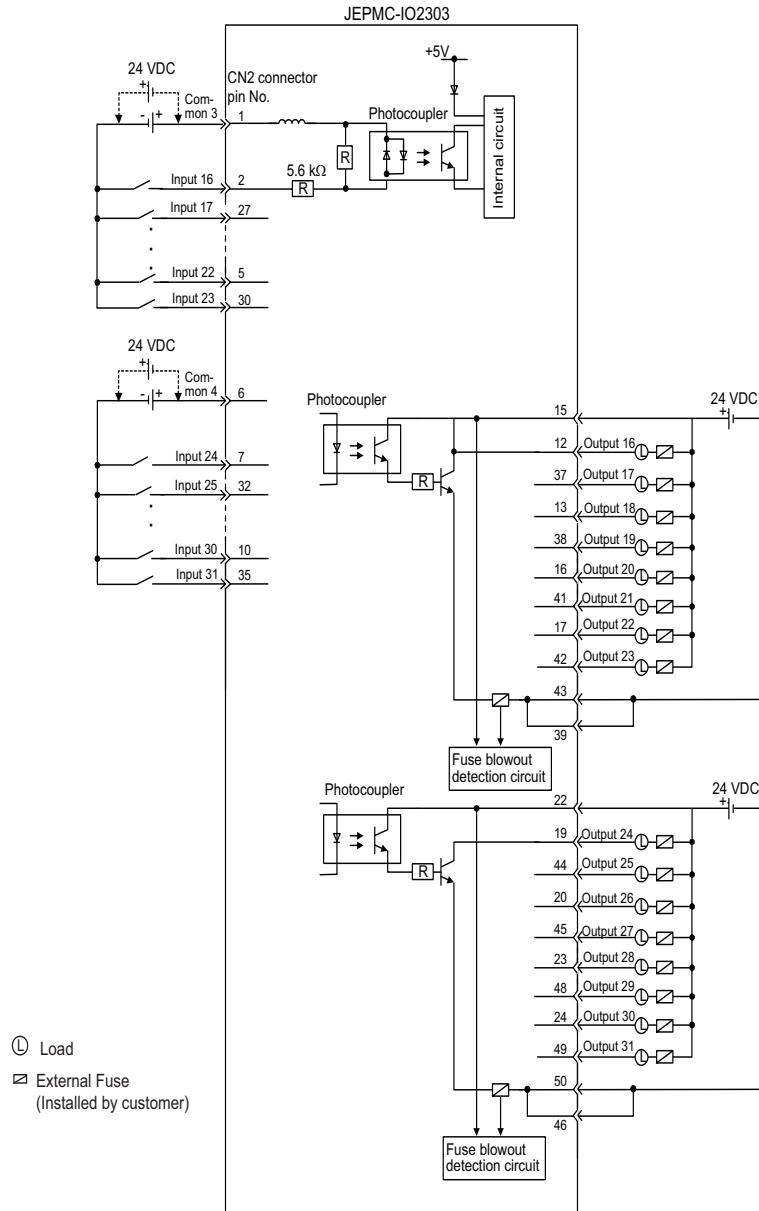 JEPMC-IO2303
+5V
24 VDC
+
CN2 connector
pin No.
Com-
mon 3
- +
1
Photocoupler
Internal circuit
R
5.6 kΩ
R
Input 16
2
Input 17
27
Input 22
5
Input 23
30
24 VDC
+
Com-
mon 4
- +
6
Input 24
7
Input 25
32
Input 30
10
Input 31
35
Photocoupler
15
24 VDC
+
12
Output 16
L
R
37
Output 17
L
13
Output 18
L
38
Output 19
L
16
Output 20
L
41
Output 21
L
17
Output 22
L
42
Output 23
L
43
39
Fuse blowout
detection circuit
Photocoupler
22
24 VDC
+
19
Output 24
L
R
44
Output 25
L
20
Output 26
L
45
Output 27
L
23
Output 28
L
48
Output 29
L
24
Output 30
L
49
Output 31
L
50
46
Fuse blowout
detection circuit
L Load
External Fuse
(Installed by customer)